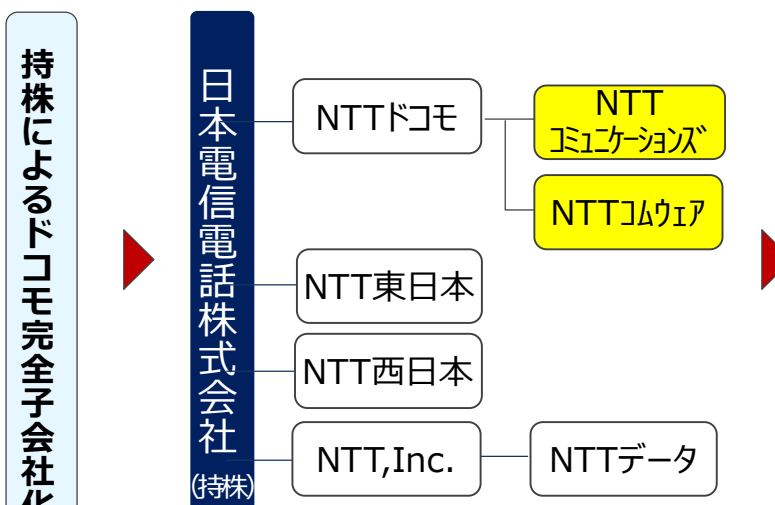 持株によるドコモ完全子会社化
日本電信電話株式会社
(持株)
NTTドコモ
NTT
コミュニケーションズ
NTTコムウェア
NTT東日本
NTT西日本
NTT,Inc.
NTTデータ